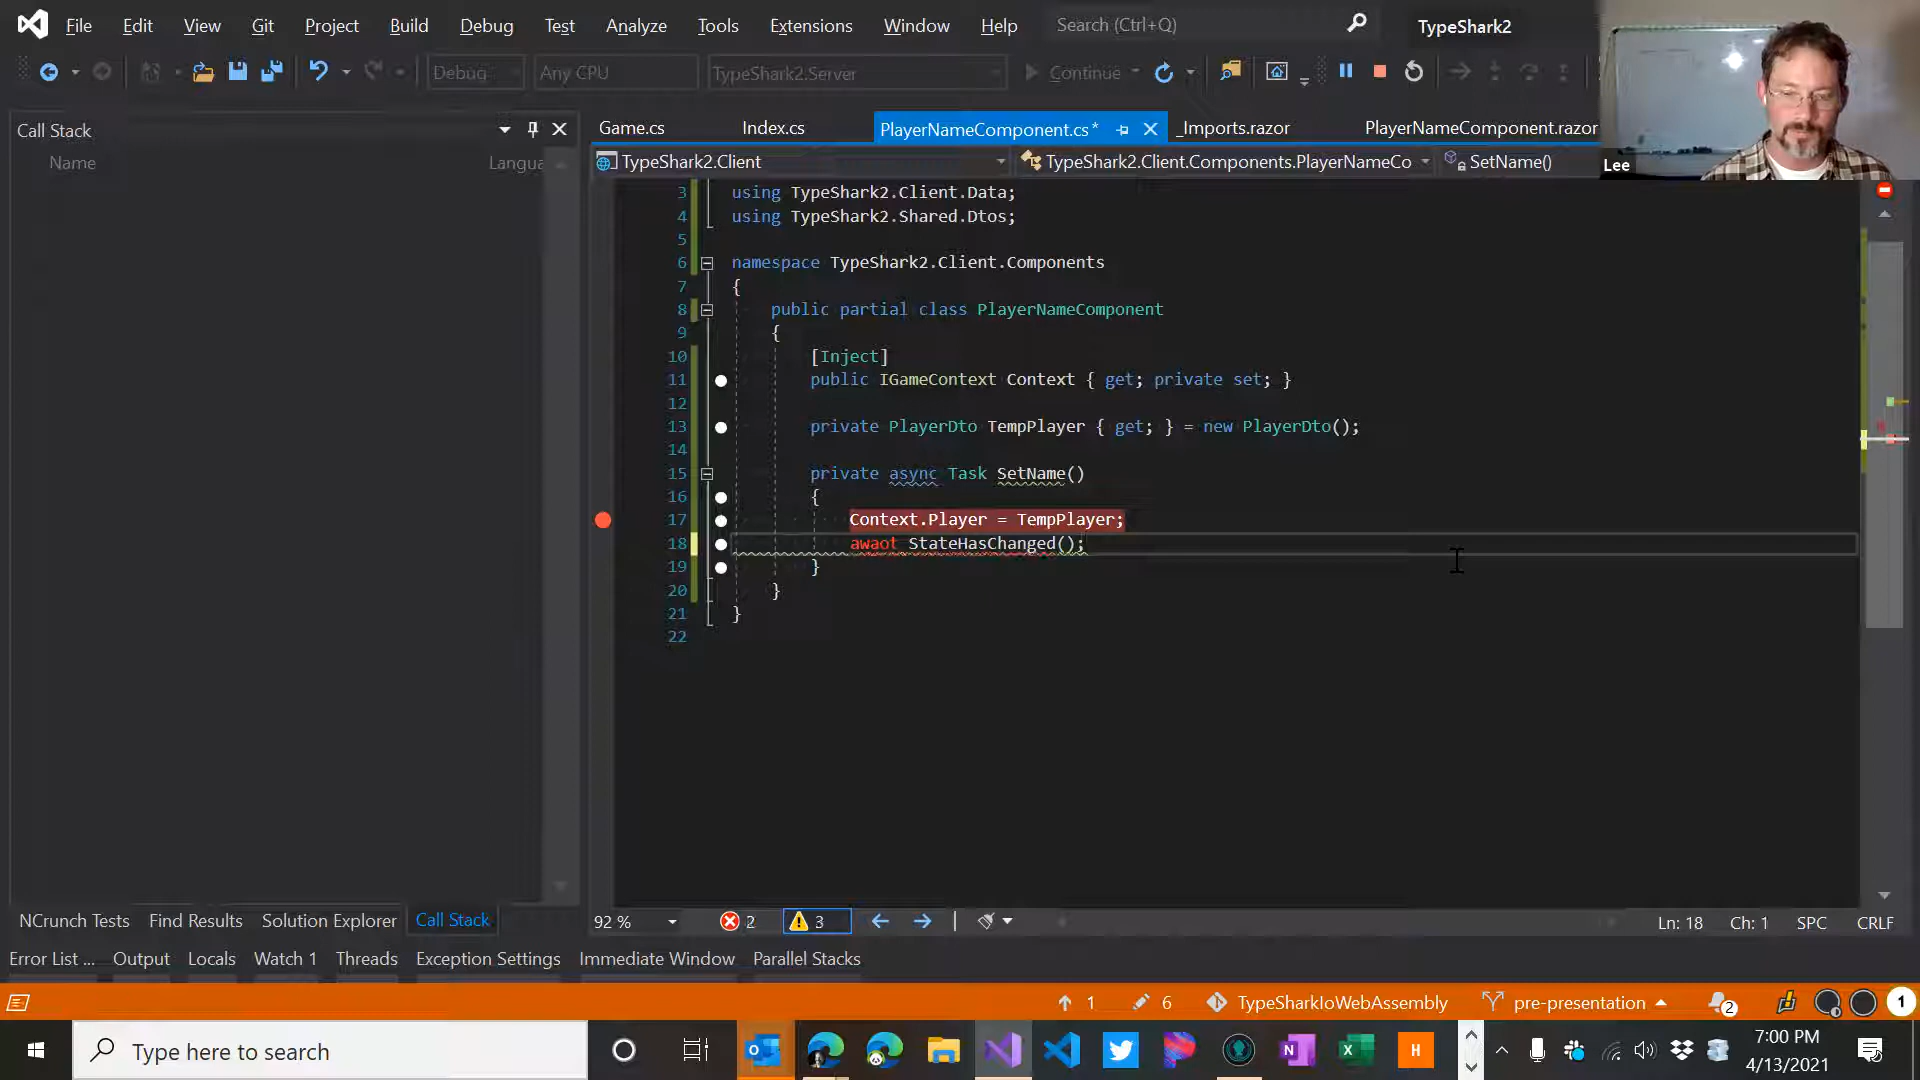 File Edit View Git Project Build Debug Test Analyze Tools Extensions Window Help Search (Ctrl+Q) TypeShark2
Debug Any CPU TypeShark2.Server Continue
Call Stack
Name Langua
Game.cs Index.cs PlayerNameComponent.cs* _Imports.razor PlayerNameComponent.razor
TypeShark2.Client TypeShark2.Client.Components.PlayerNameCo SetName()
Lee
3 using TypeShark2.Client.Data;
4 using TypeShark2.Shared.Dtos;
5
6 namespace TypeShark2.Client.Components
7 {
8 public partial class PlayerNameComponent
9 {
10 [Inject]
11 public IGameContext Context { get; private set; }
12
13 private PlayerDto TempPlayer { get; } = new PlayerDto();
14
15 private async Task SetName()
16 {
17 Context.Player = TempPlayer;
18 awaot StateHasChanged();
19 }
20 }
21 }
22
NCrunch Tests Find Results Solution Explorer Call Stack
92 % 2 3 Ln: 18 Ch: 1 SPC CRLF
Error List ... Output Locals Watch 1 Threads Exception Settings Immediate Window Parallel Stacks
1 6 TypeSharkIoWebAssembly pre-presentation 2 1
Type here to search
7:00 PM
4/13/2021